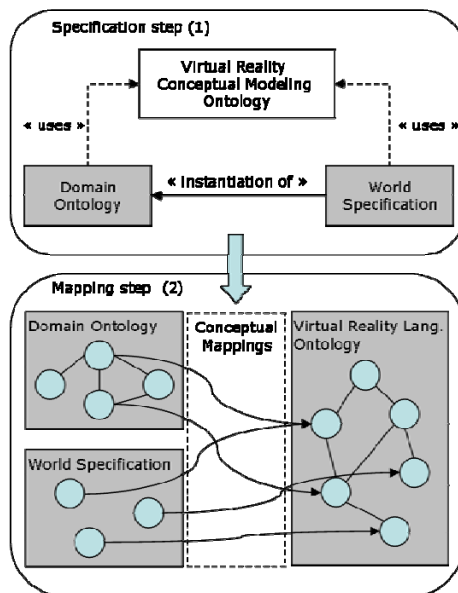 Specification step (1)
Virtual Reality
Conceptual Modeling
Ontology
« uses »
« uses »
Domain
Ontology
« instantiation of »
World
Specification
Mapping step (2)
Domain Ontology
Conceptual
Mappings
Virtual Reality Lang.
Ontology
World Specification